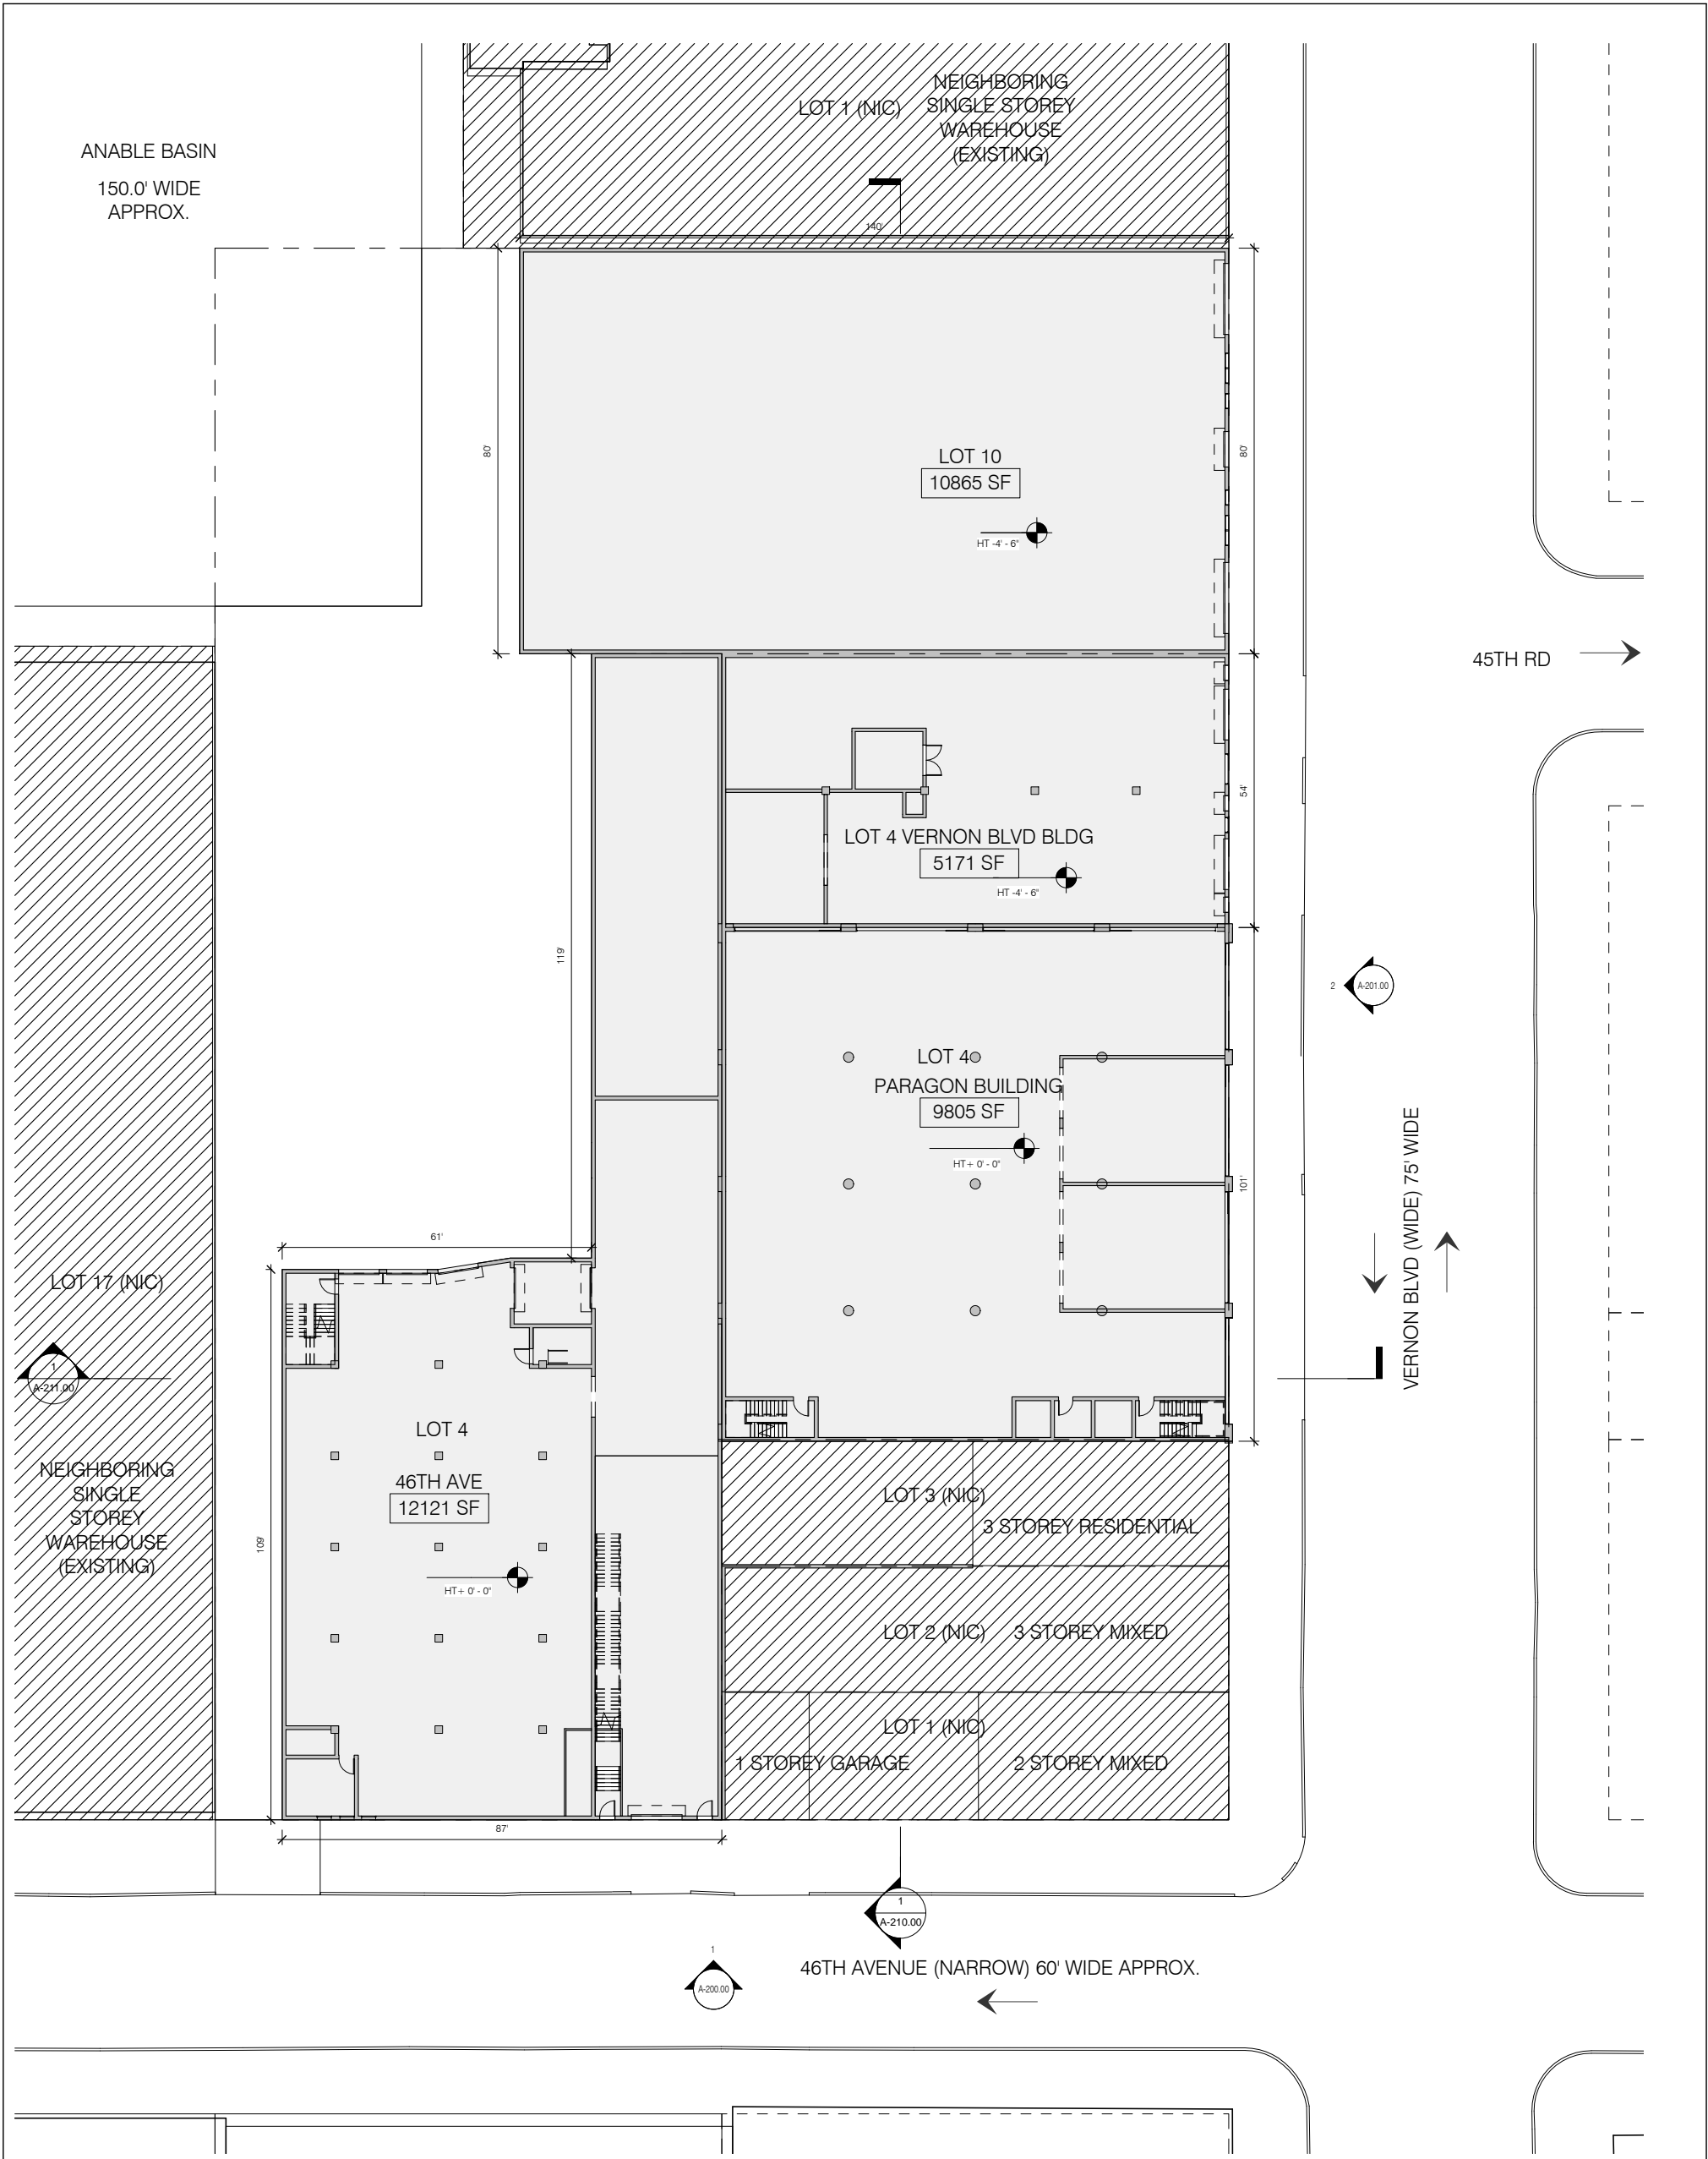 NEIGHBORING
SINGLE STOREY
WAREHOUSE
(EXISTING)
LOT 1 (NIC)
ANABLE BASIN
150.0' WIDE
APPROX.
140'
80'
80'
LOT 10
10865 SF
HT -4' - 6"
45TH RD
54'
LOT 4 VERNON BLVD BLDG
5171 SF
HT -4' - 6"
119'
2
A-201.00
LOT 4
PARAGON BUILDING
9805 SF
HT+ 0' - 0"
101'
VERNON BLVD (WIDE) 75' WIDE
61'
LOT 17 (NIC)
1
A-211.00
NEIGHBORING
SINGLE
STOREY
WAREHOUSE
(EXISTING)
LOT 4
46TH AVE
12121 SF
HT+ 0' - 0"
109'
LOT 3 (NIC)
3 STOREY RESIDENTIAL
LOT 2 (NIC)
3 STOREY MIXED
LOT 1 (NIC)
1 STOREY GARAGE
2 STOREY MIXED
87'
1
A-210.00
1
A-200.00
46TH AVENUE (NARROW) 60' WIDE APPROX.